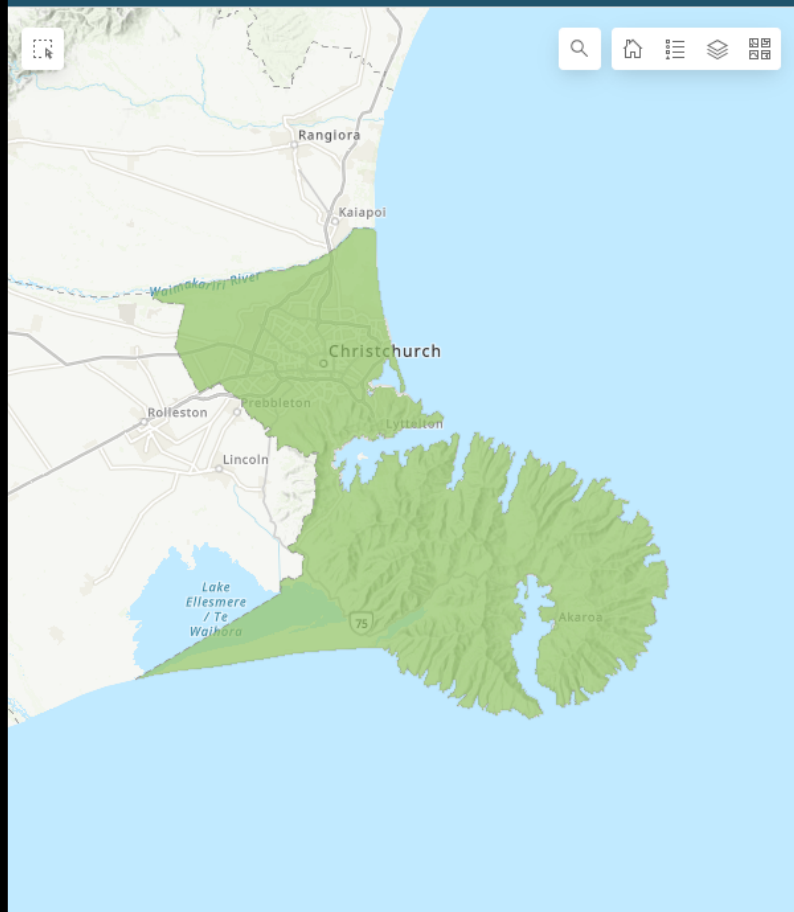 Rangiora
Kaiapoi
Waimakariri River
Christchurch
Prebbleton
Rolleston
Lyttelton
Lincoln
Lake
Ellesmere
/ Te
Waihora
75
Akaroa